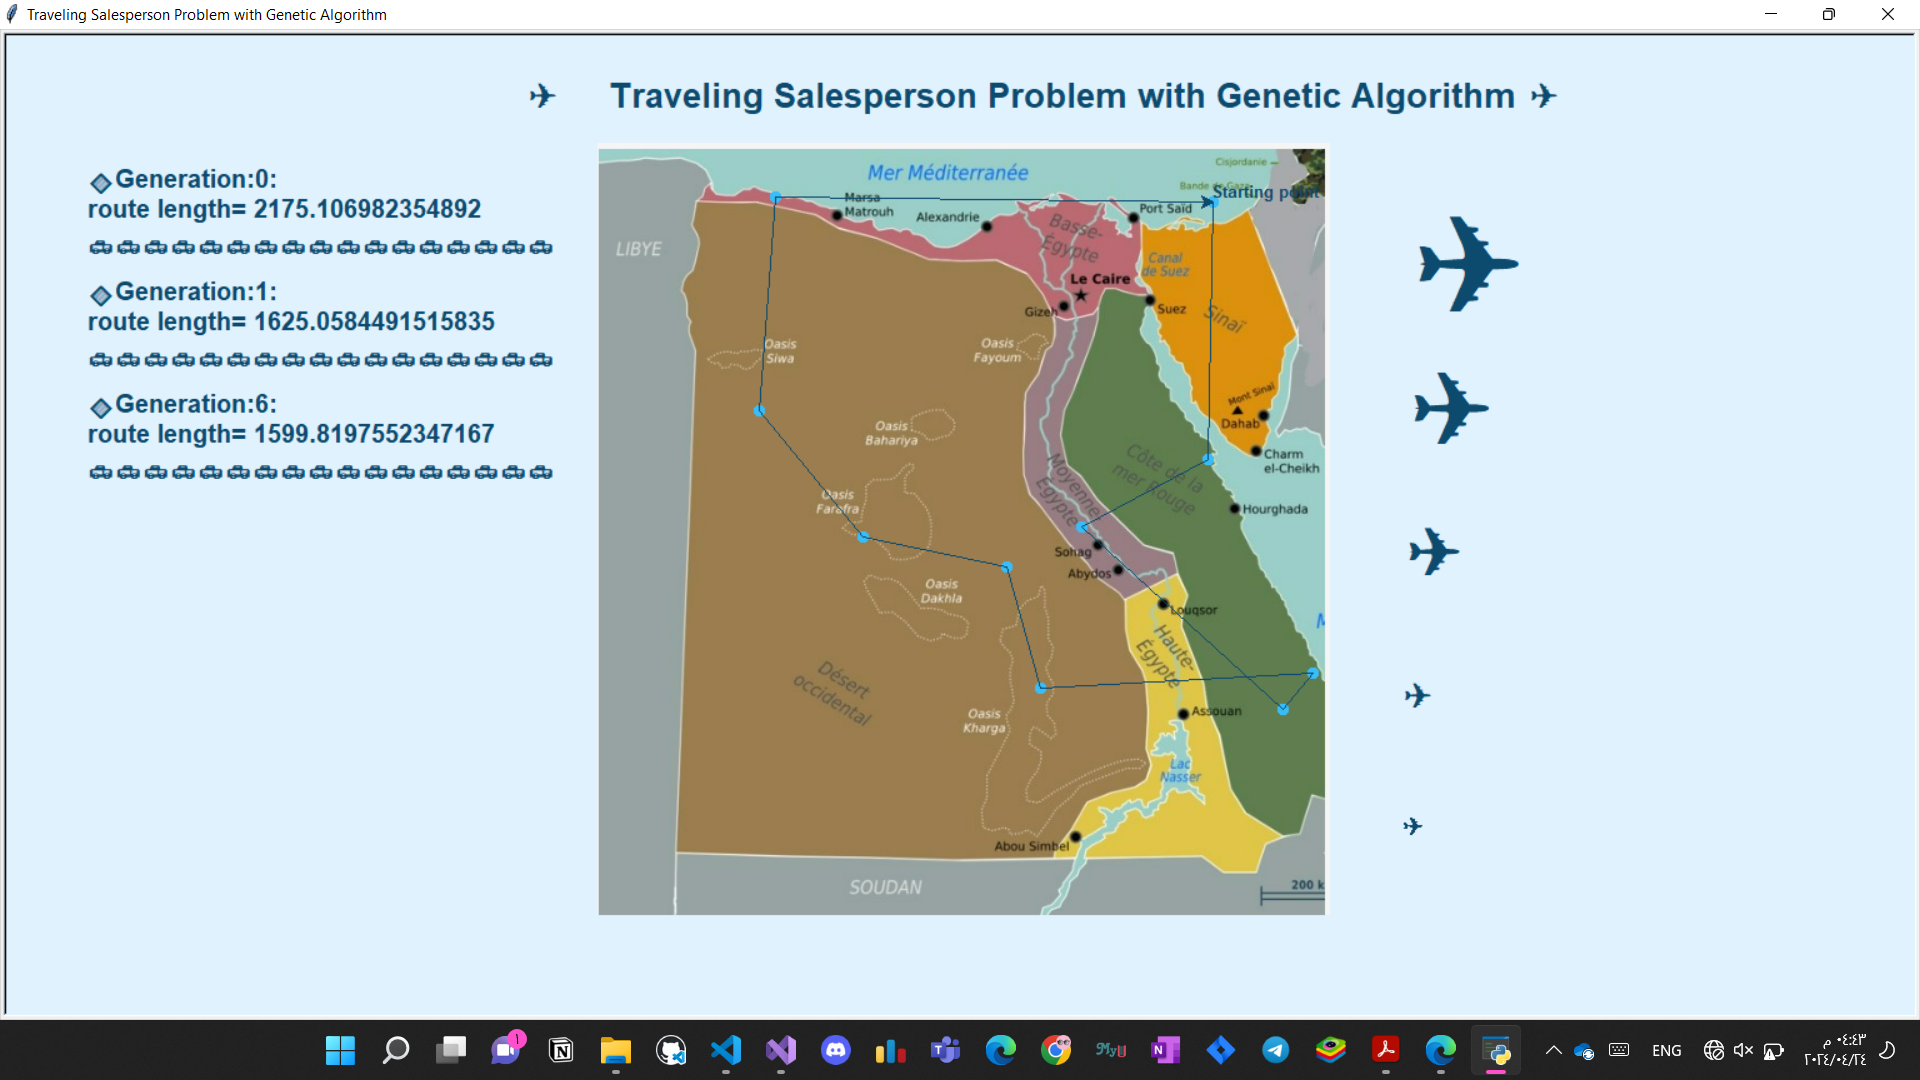 Traveling Salesperson Problem with Genetic Algorithm
Traveling Salesperson Problem with Genetic Algorithm
Generation:0:
route length= 2175.106982354892
Generation:1:
route length= 1625.0584491515835
Generation:6:
route length= 1599.8197552347167
Mer Méditerranée
Cisjordanie
Bande de Gaza
Starting point
Marsa
Matrouh
Alexandrie
Port Saïd
LIBYE
Basse-
Égypte
Canal
de Suez
Le Caire
Gizeh
Suez
Sinaï
Oasis
Siwa
Oasis
Fayoum
Mont Sinaï
Dahab
Oasis
Bahariya
Charm
el-Cheikh
Côte de la
mer Rouge
Moyenne-
Égypte
Oasis
Farafra
Hourghada
Sohag
Abydos
Oasis
Dakhla
Louqsor
M
Haute-
Égypte
Désert
occidental
Oasis
Kharga
Assouan
Lac
Nasser
Abou Simbel
SOUDAN
200 k
1
MyU
ENG
٠٤:٤٣ م
٢٠٢٤/٠٤/٢٤